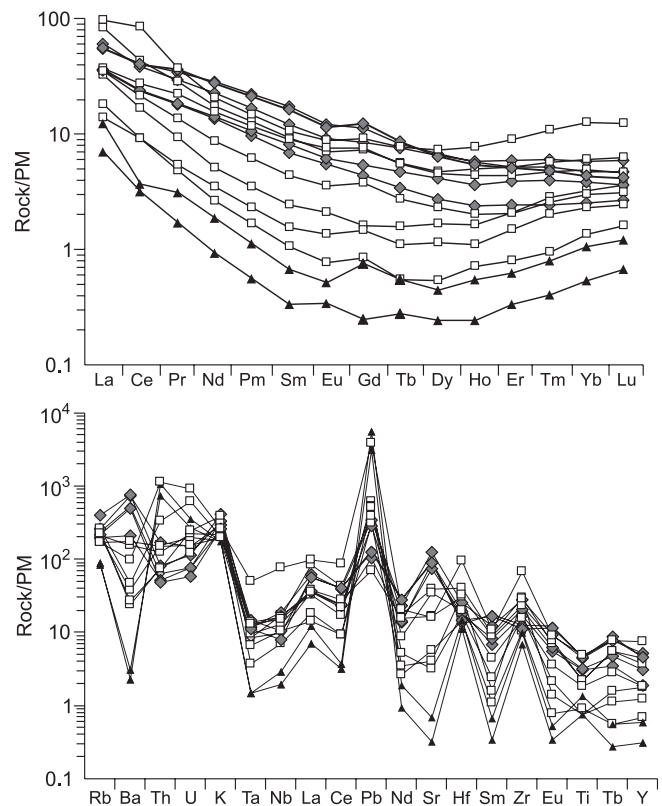 100
10
1
0.1
Rock/PM
La Ce Pr Nd Pm Sm Eu Gd Tb Dy Ho Er Tm Yb Lu
10⁴
10³
10²
10
1
0.1
Rock/PM
Rb Ba Th U K Ta Nb La Ce Pb Nd Sr Hf Sm Zr Eu Ti Tb Y